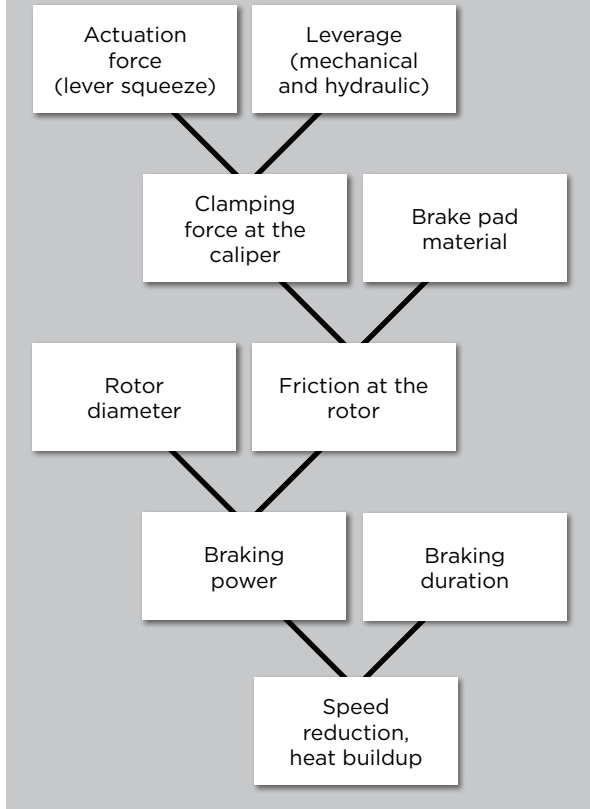 Actuation
force
(lever squeeze)
Leverage
(mechanical
and hydraulic)
Clamping
force at the
caliper
Brake pad
material
Rotor
diameter
Friction at the
rotor
Braking
power
Braking
duration
Speed
reduction,
heat buildup